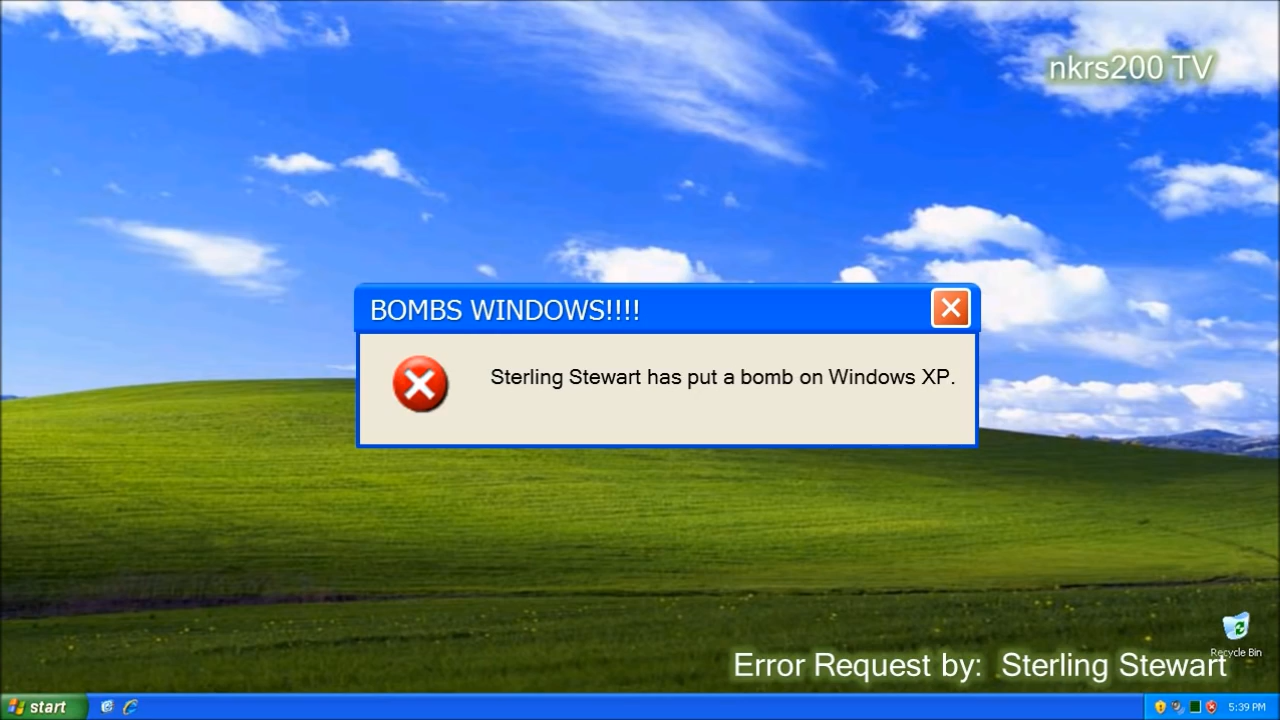 nkrs200 TV
BOMBS WINDOWS!!!!
Sterling Stewart has put a bomb on Windows XP.
Recycle Bin
Error Request by:  Sterling Stewart
start
5:39 PM